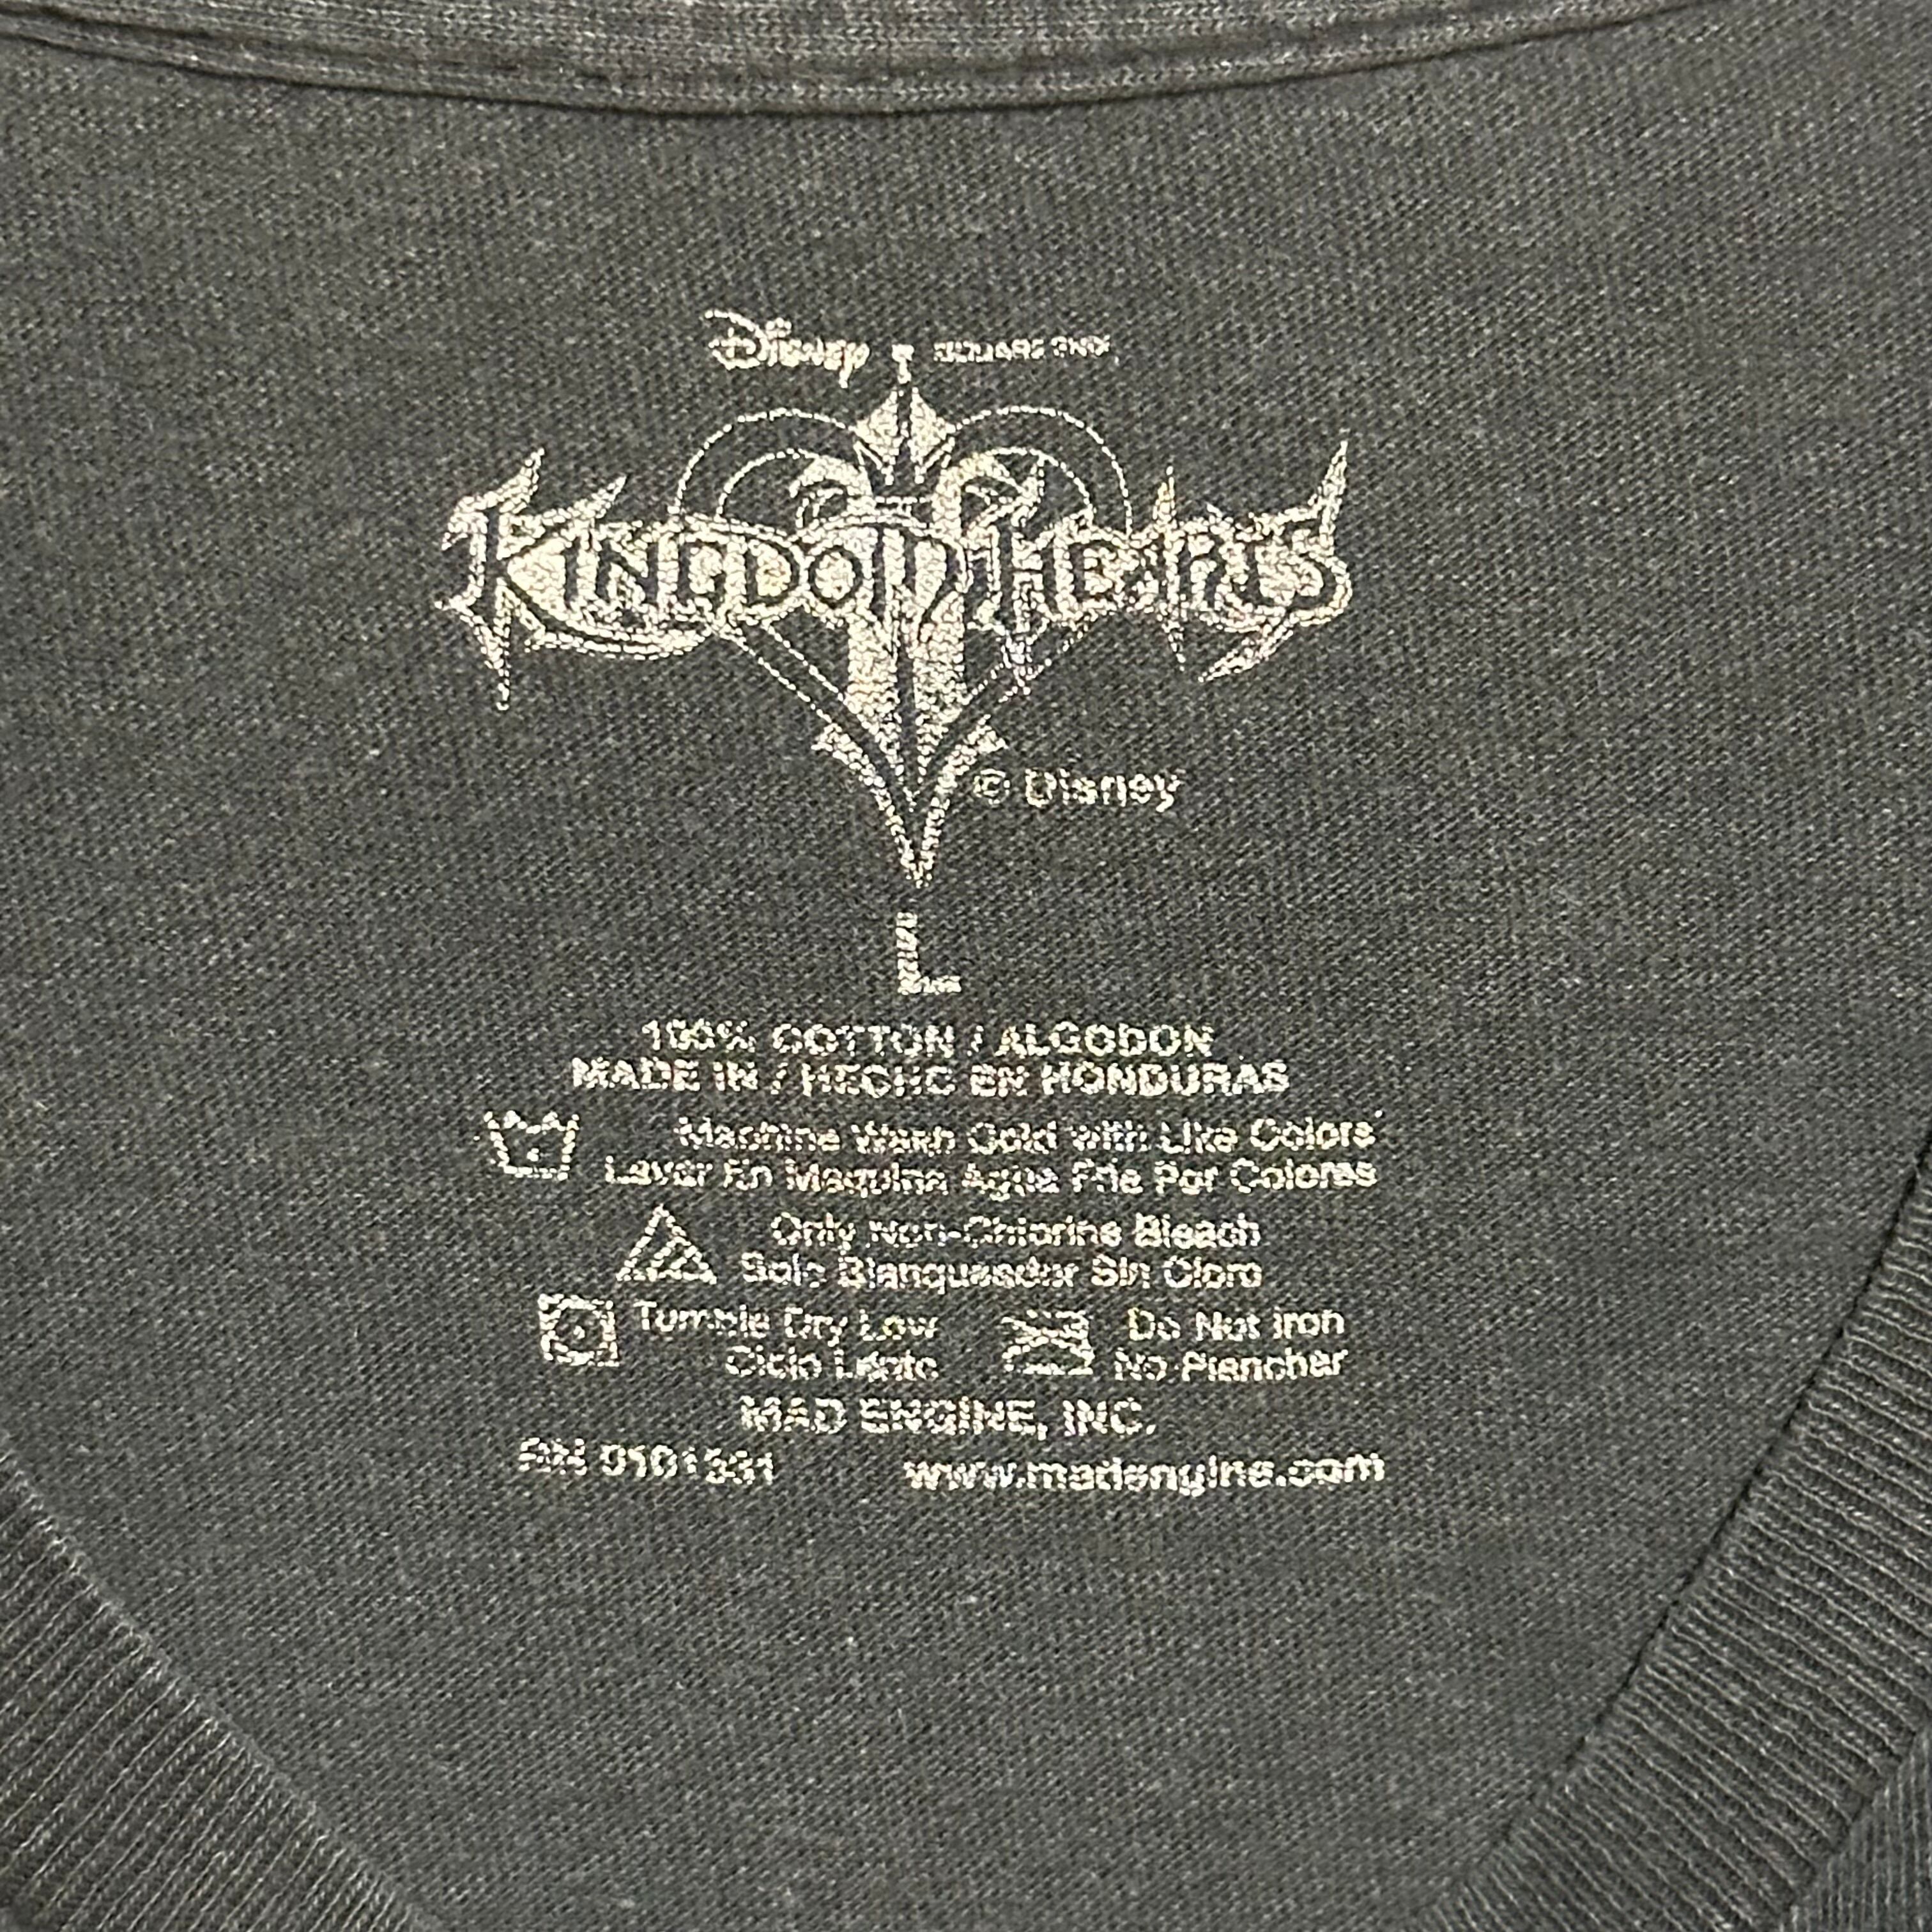 Disney SQUARE ENIX
KINGDOM HEARTS
© Disney
L
100% COTTON / ALGODON
MADE IN / HECHO EN HONDURAS
Machine Wash Cold with Like Colors
Lavar En Maquina Agua Frie Por Colores
Only Non-Chlorine Bleach
Solo Blanqueador Sin Cloro
Tumble Dry Low
Ciclo Lento
Do Not Iron
No Planchar
MAD ENGINE, INC.
RN 0101331
www.madengine.com